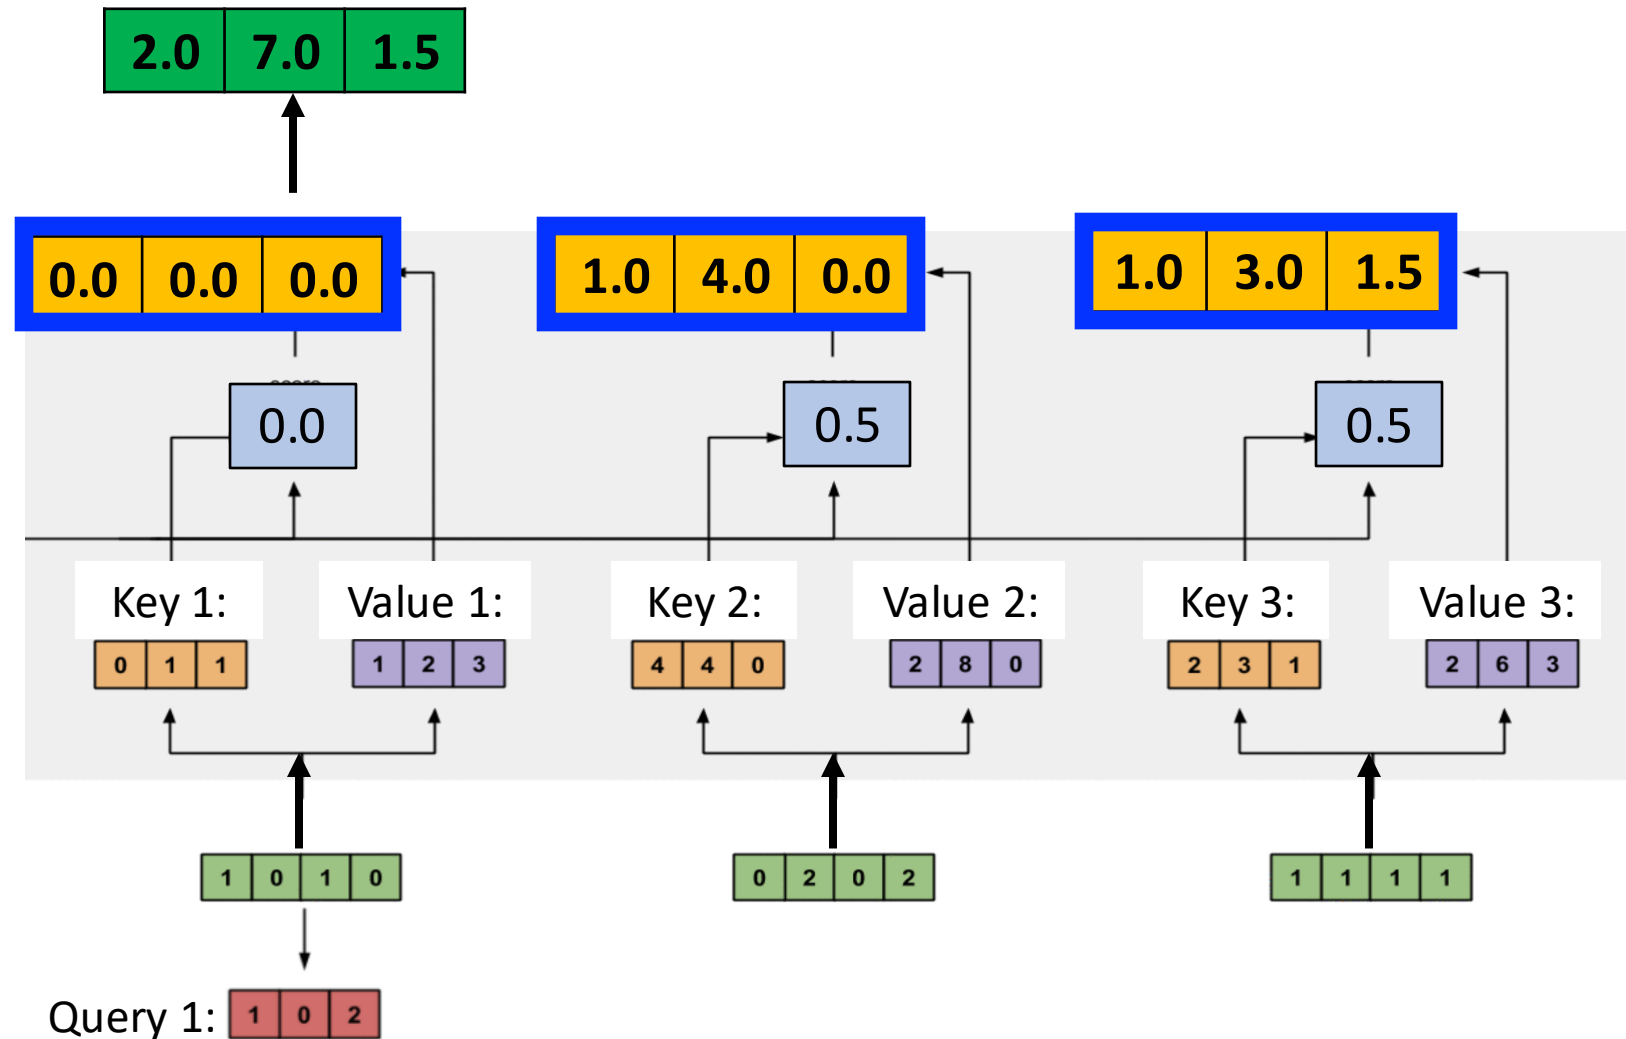 2.0 7.0 1.5
0.0 0.0 0.0 1.0 4.0 0.0 1.0 3.0 1.5
0.0 0.5 0.5
Key 1: Value 1: Key 2: Value 2: Key 3: Value 3:
0 1 1 1 2 3 4 4 0 2 8 0 2 3 1 2 6 3
1 0 1 0 0 2 0 2 1 1 1 1
Query 1: 1 0 2